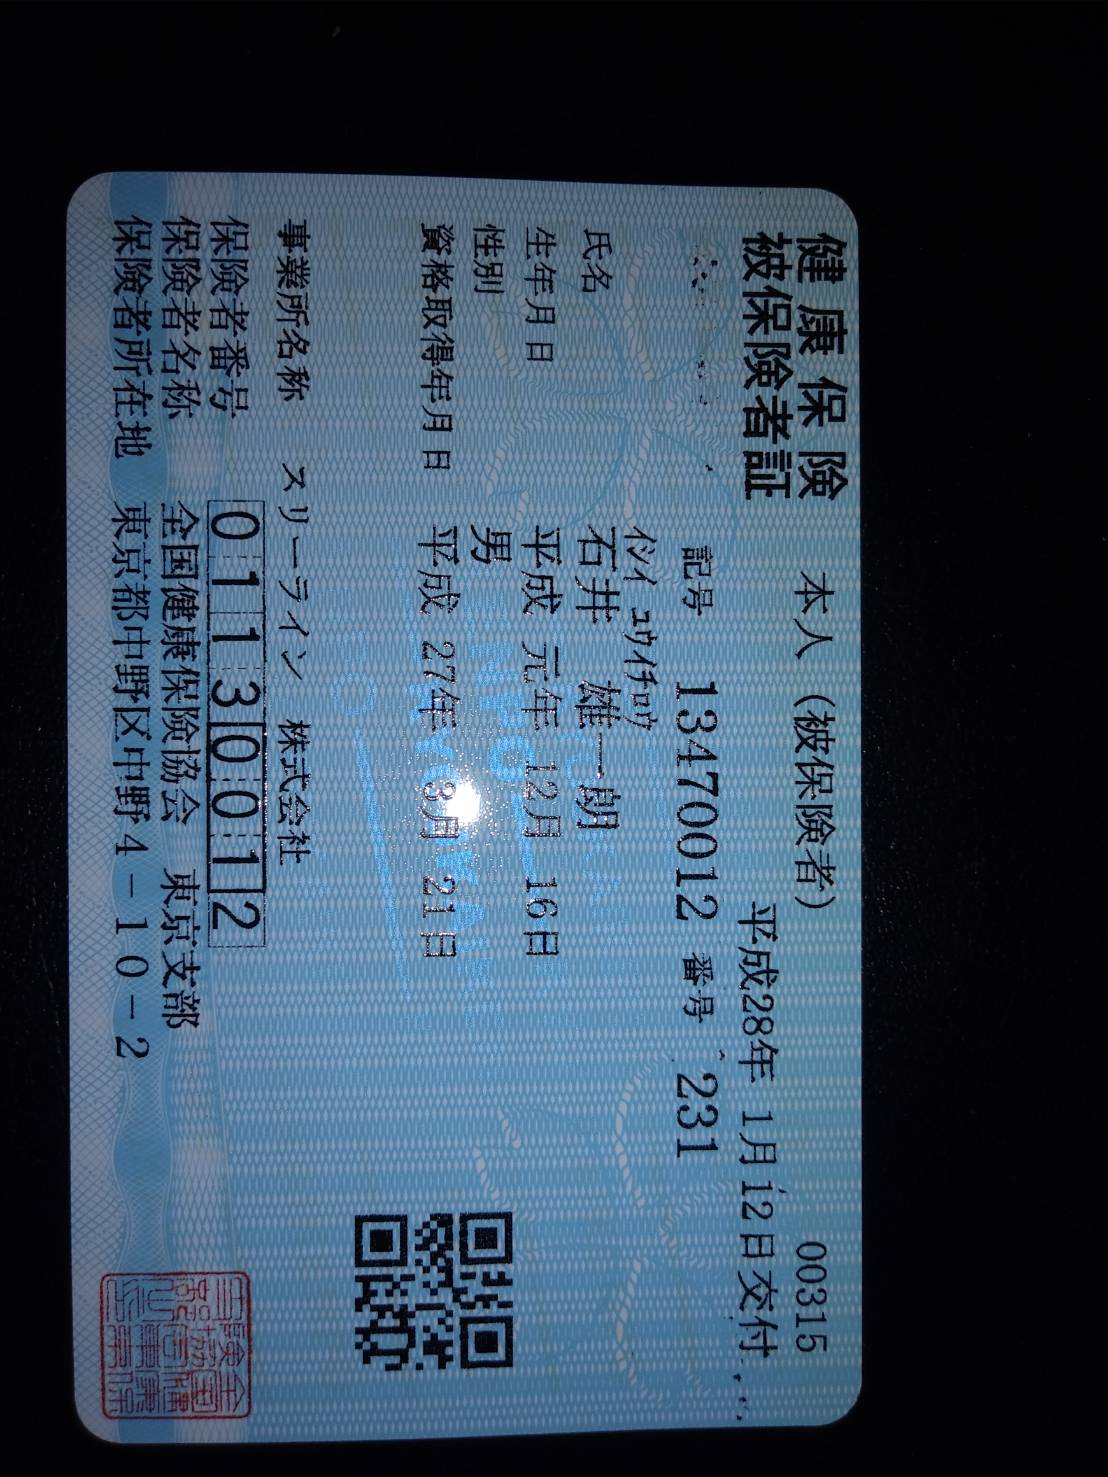 健康保険 本人(被保険者) 00315
被保険者証 平成28年 1月 12日交付
記号 13470012 番号 231
ｲｼｲ ﾕｳｲﾁﾛｳ
氏名 石井 雄一朗
生年月日 平成 元年 12月 16日
性別 男
資格取得年月日 平成 27年 8月 21日
事業所名称 スリーライン 株式会社
保険者番号 01130012
保険者名称 全国健康保険協会 東京支部
保険者所在地 東京都中野区中野4-10-2